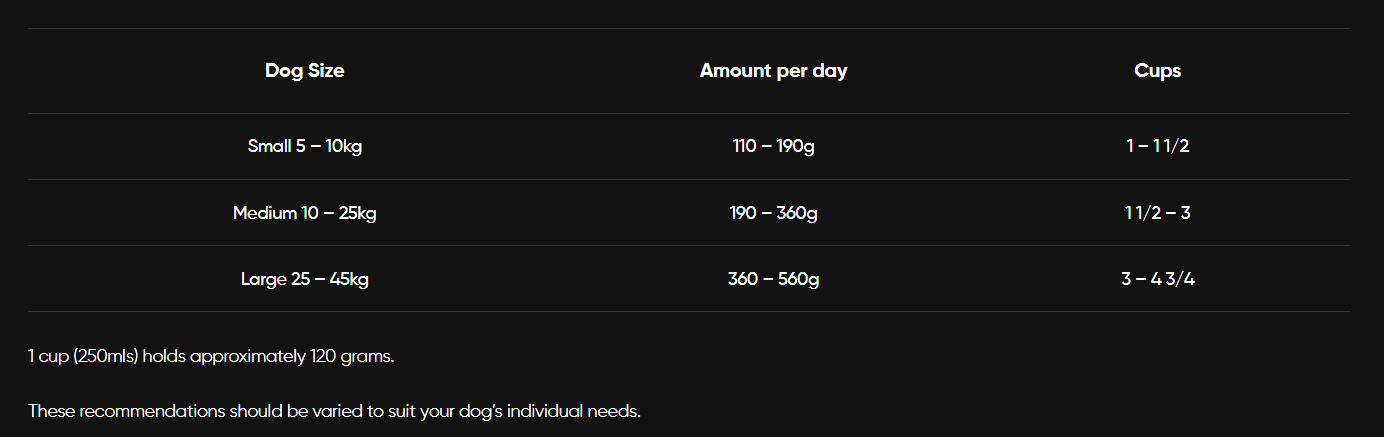 Dog Size Amount per day Cups
Small 5 – 10kg 110 – 190g 1 – 1 1/2
Medium 10 – 25kg 190 – 360g 1 1/2 – 3
Large 25 – 45kg 360 – 560g 3 – 4 3/4
1 cup (250mls) holds approximately 120 grams.
These recommendations should be varied to suit your dog’s individual needs.